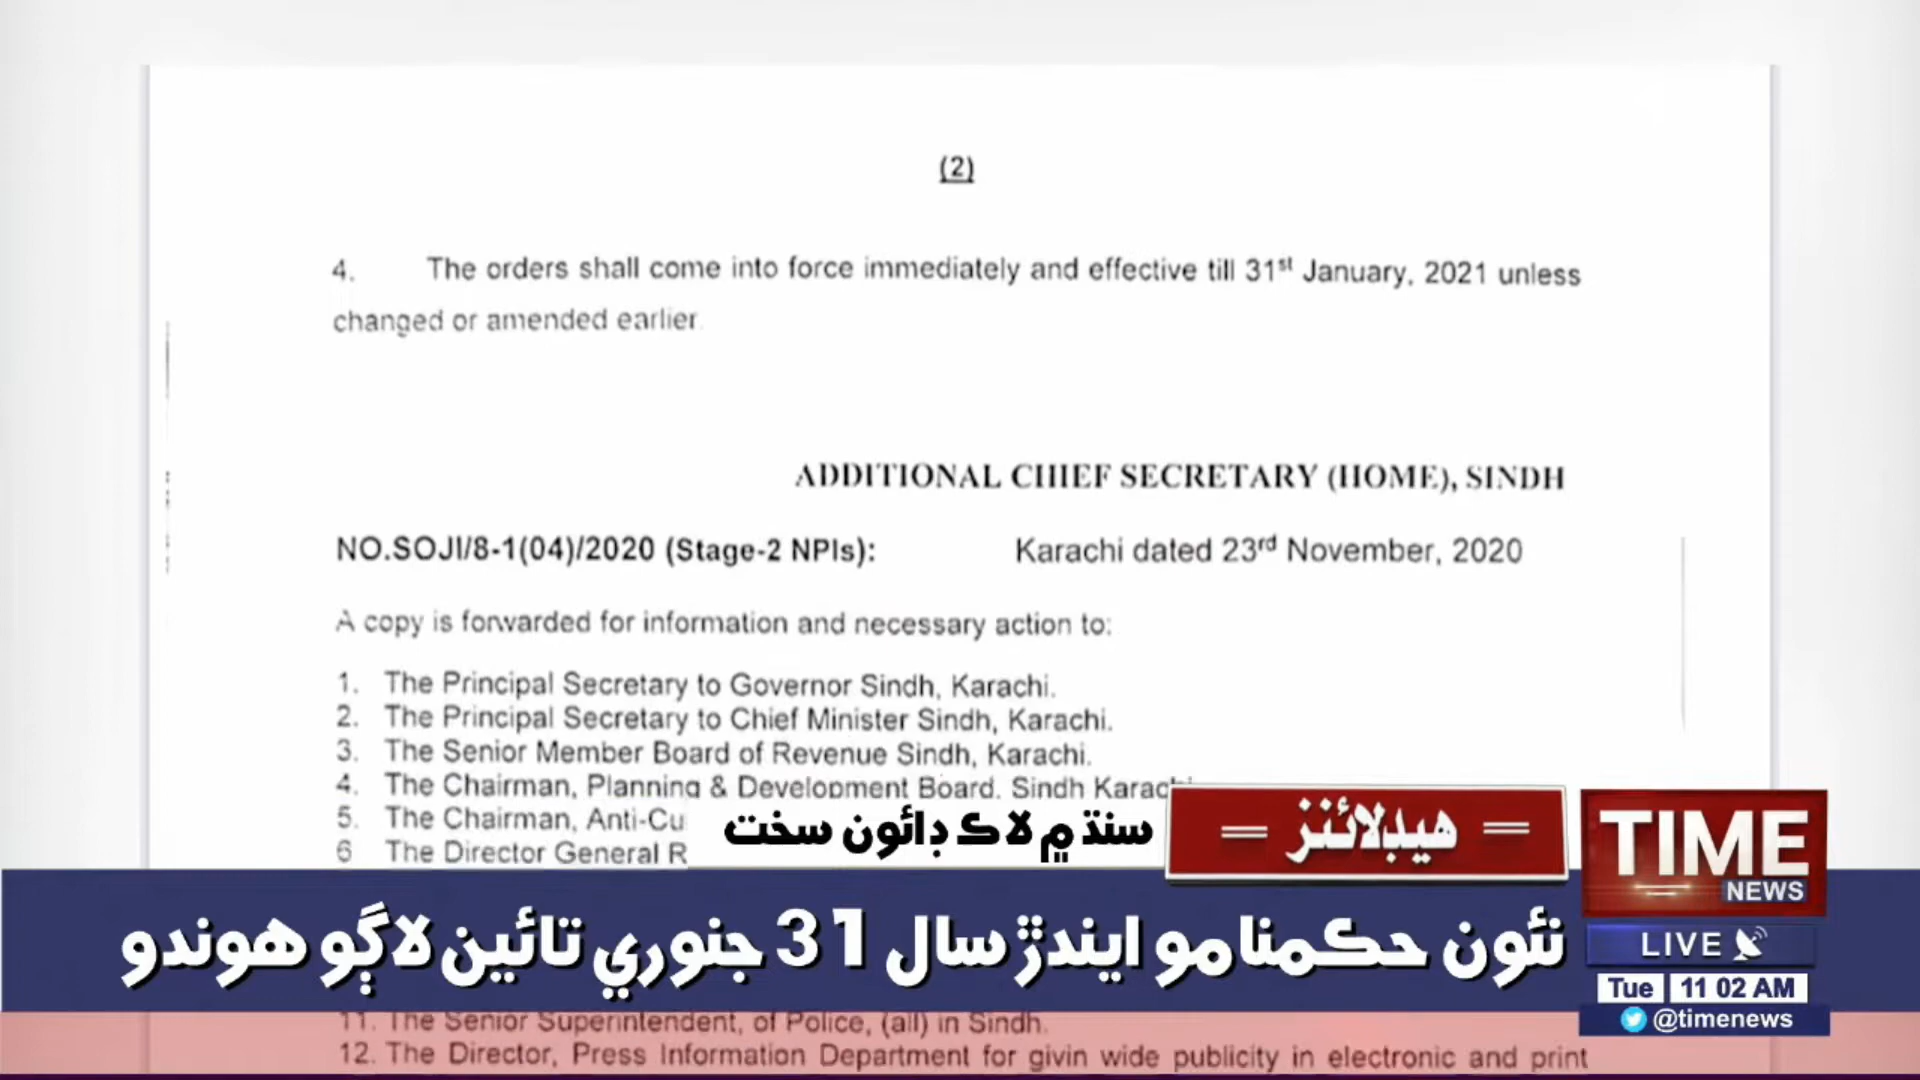 (2)
4. The orders shall come into force immediately and effective till 31st January, 2021 unless
changed or amended earlier.
ADDITIONAL CHIEF SECRETARY (HOME), SINDH
NO.SOJI/8-1(04)/2020 (Stage-2 NPIs): Karachi dated 23rd November, 2020
A copy is forwarded for information and necessary action to:
1. The Principal Secretary to Governor Sindh, Karachi.
2. The Principal Secretary to Chief Minister Sindh, Karachi.
3. The Senior Member Board of Revenue Sindh, Karachi.
4. The Chairman, Planning & Development Board. Sindh Karachi
5. The Chairman, Anti-Cu
6 The Director General R
سنڌ ۾ لاڪ ڊائون سخت
هيڊلائنز
TIME
NEWS
نئون حڪمنامو ايندڙ سال 31 جنوري تائين لاڳو هوندو
LIVE
Tue 11 02 AM
@timenews
11. The Senior Superintendent, of Police, (all) in Sindh.
12. The Director, Press Information Department for givin wide publicity in electronic and print